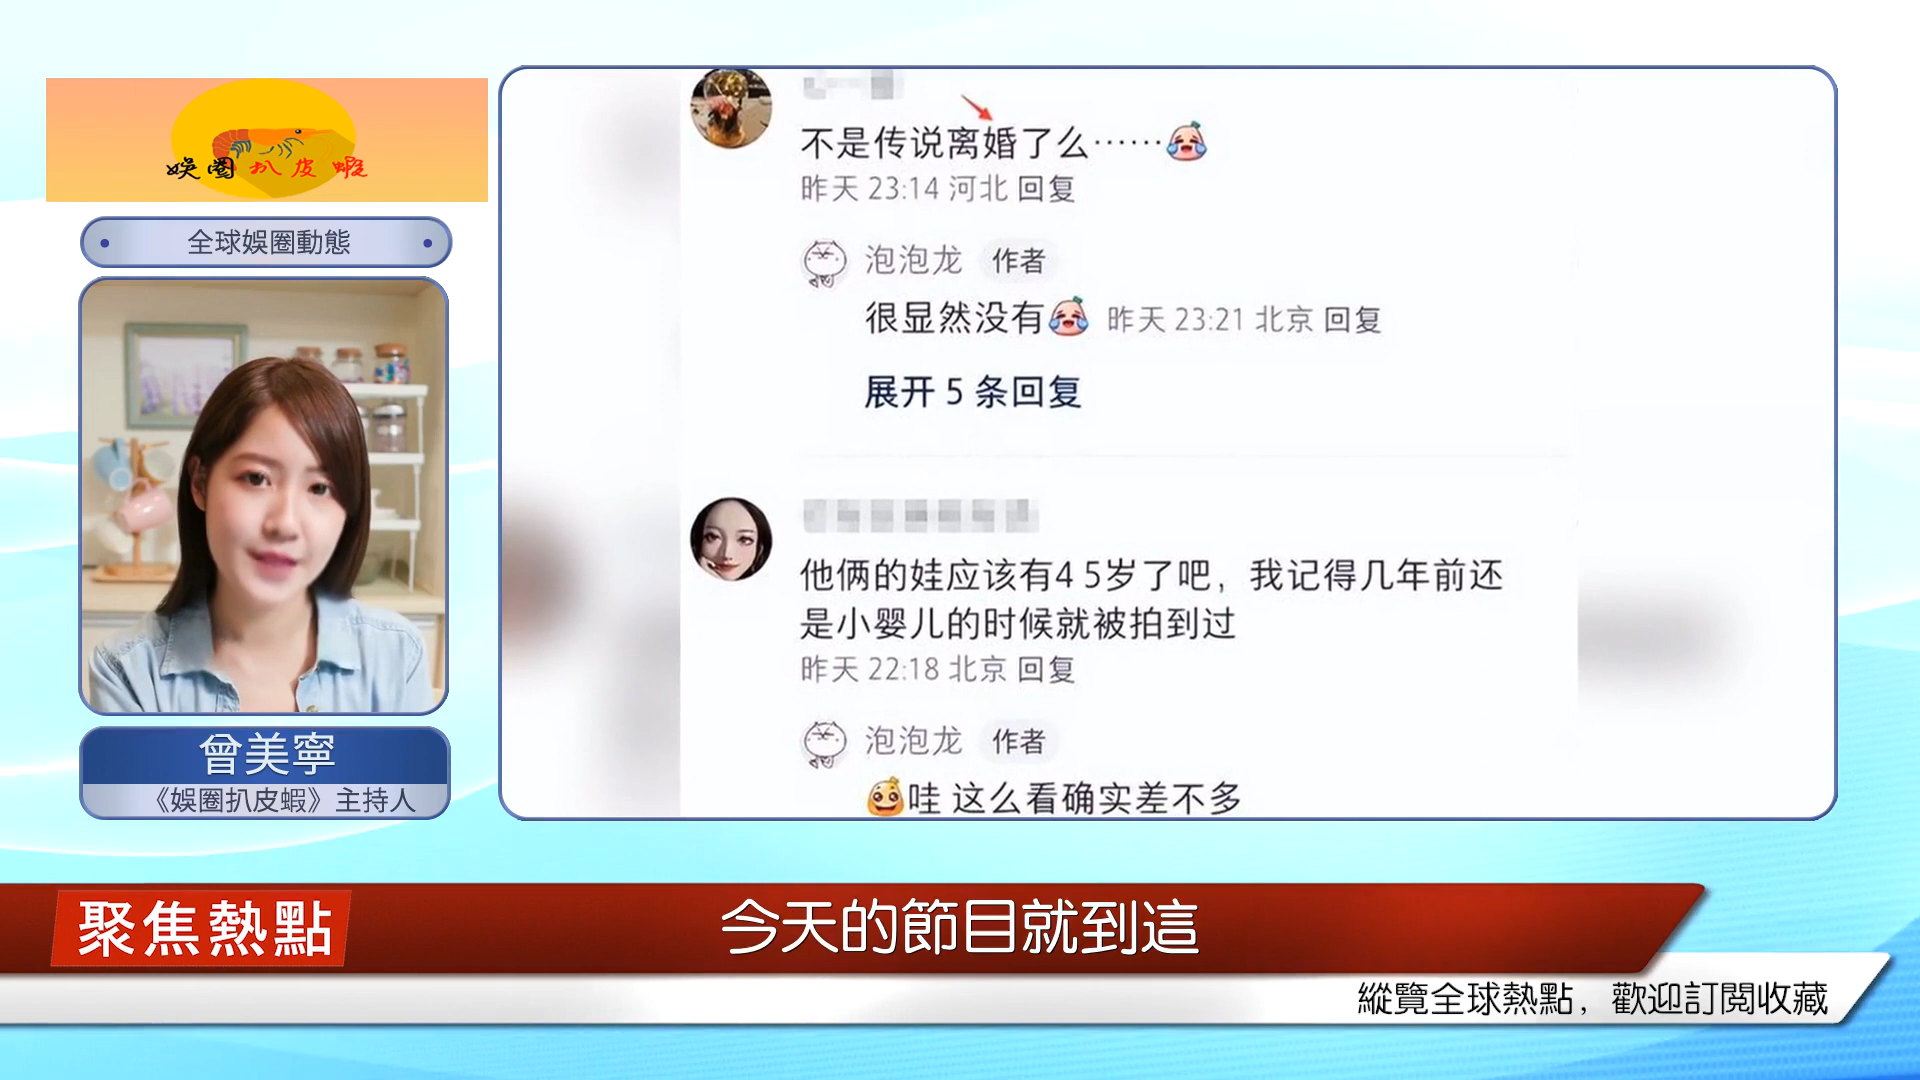 娛圈扒皮蝦
全球娛圈動態
曾美寧
《娛圈扒皮蝦》主持人
不是传说离婚了么······
昨天 23:14 河北 回复
泡泡龙 作者
很显然没有 昨天 23:21 北京 回复
展开 5 条回复
他俩的娃应该有4 5岁了吧，我记得几年前还
是小婴儿的时候就被拍到过
昨天 22:18 北京 回复
泡泡龙 作者
哇 这么看确实差不多
聚焦熱點
今天的節目就到這
縱覽全球熱點，歡迎訂閱收藏